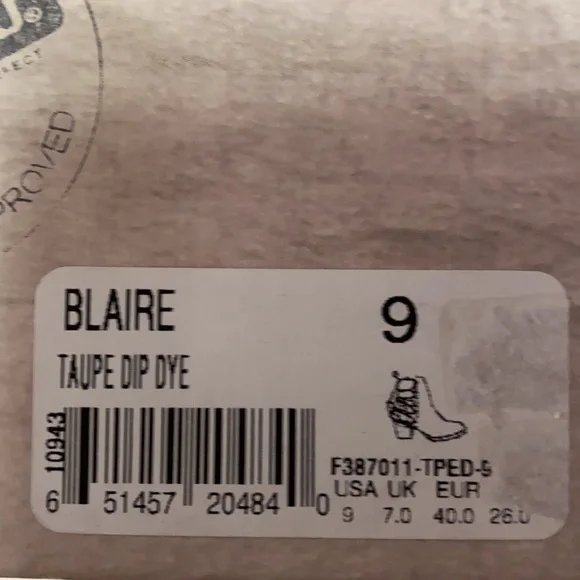 PROVED
BLAIRE
9
TAUPE DIP DYE
10943
F387011-TPED-9
USA UK EUR
9 7.0 40.0 26.0
6 51457 20484 0